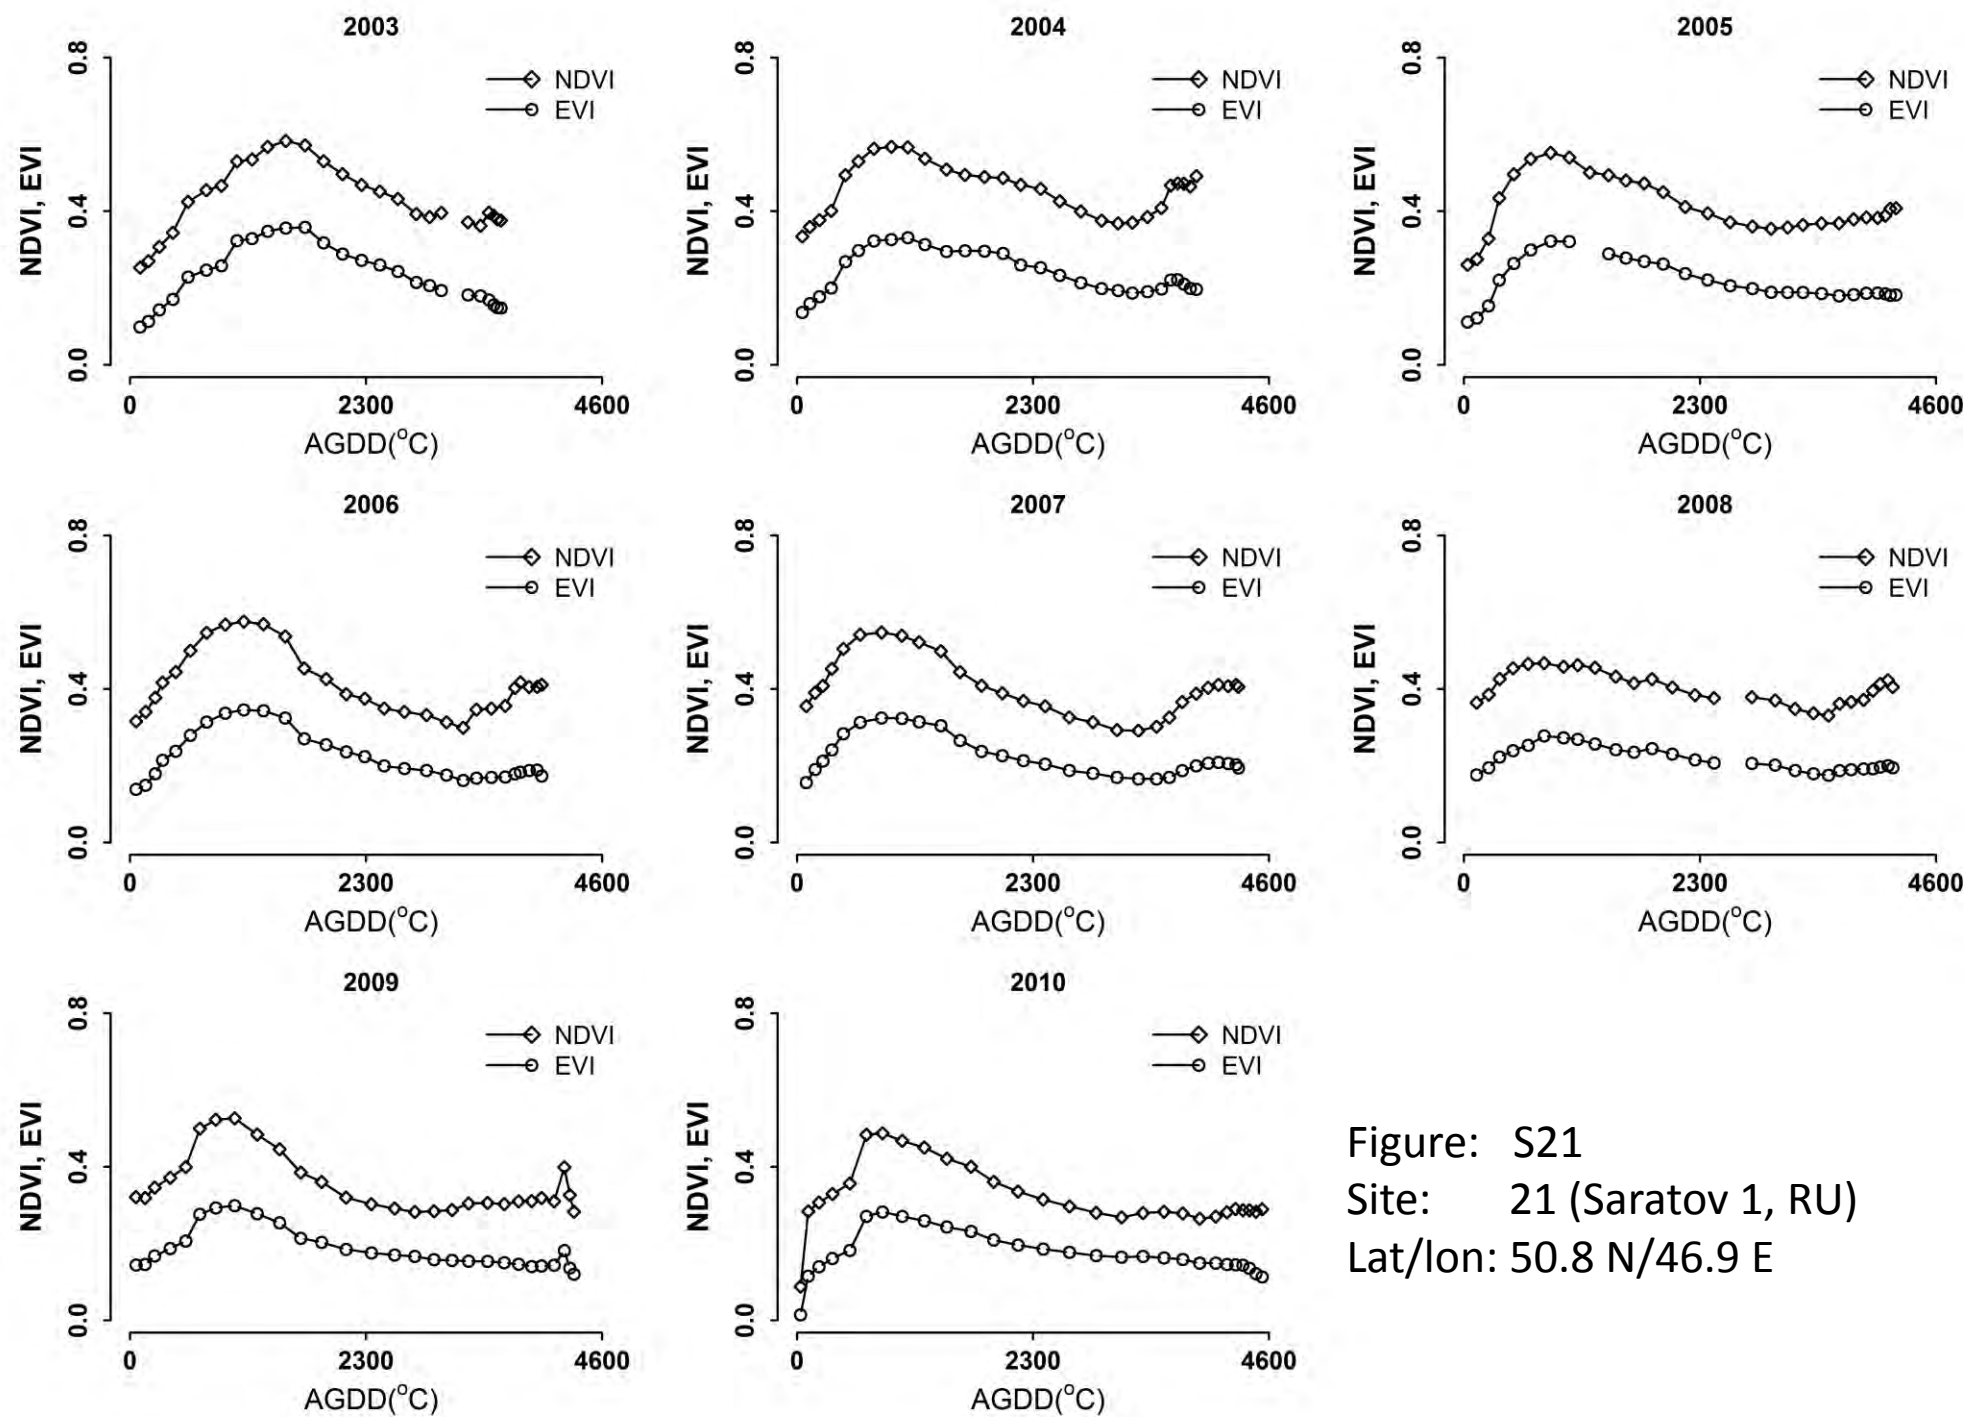 2003
0.8
NDVI
EVI
NDVI, EVI
0.4
0.0
0 2300 4600
AGDD(°C)
2004
0.8
NDVI
EVI
NDVI, EVI
0.4
0.0
0 2300 4600
AGDD(°C)
2005
0.8
NDVI
EVI
NDVI, EVI
0.4
0.0
0 2300 4600
AGDD(°C)
2006
0.8
NDVI
EVI
NDVI, EVI
0.4
0.0
0 2300 4600
AGDD(°C)
2007
0.8
NDVI
EVI
NDVI, EVI
0.4
0.0
0 2300 4600
AGDD(°C)
2008
0.8
NDVI
EVI
NDVI, EVI
0.4
0.0
0 2300 4600
AGDD(°C)
2009
0.8
NDVI
EVI
NDVI, EVI
0.4
0.0
0 2300 4600
AGDD(°C)
2010
0.8
NDVI
EVI
NDVI, EVI
0.4
0.0
0 2300 4600
AGDD(°C)
Figure: S21
Site: 21 (Saratov 1, RU)
Lat/lon: 50.8 N/46.9 E